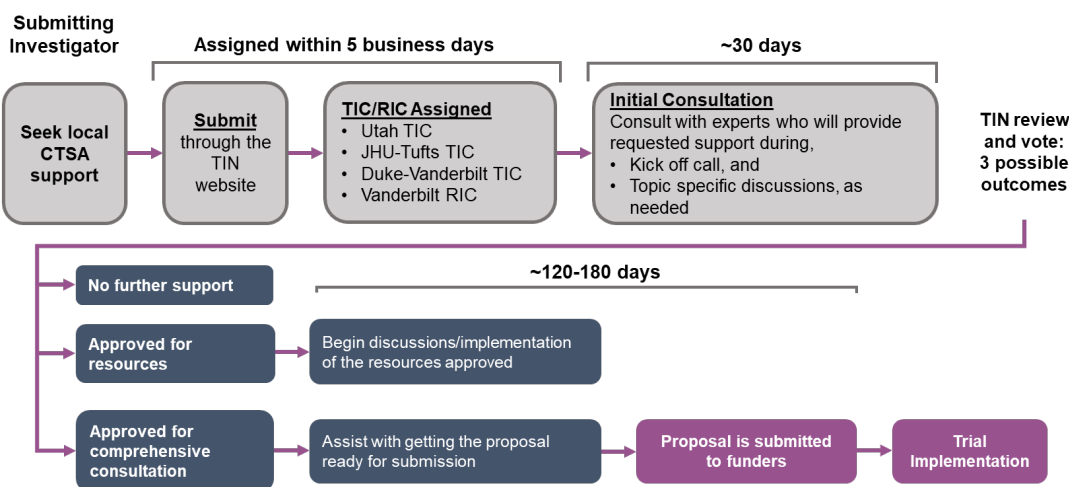 Submitting
Investigator
Assigned within 5 business days
~30 days
Seek local
CTSA
support
Submit
through the
TIN
website
TIC/RIC Assigned
• Utah TIC
• JHU-Tufts TIC
• Duke-Vanderbilt TIC
• Vanderbilt RIC
Initial Consultation
Consult with experts who will provide
requested support during,
• Kick off call, and
• Topic specific discussions, as
needed
TIN review
and vote:
3 possible
outcomes
No further support
~120-180 days
Approved for
resources
Begin discussions/implementation
of the resources approved
Approved for
comprehensive
consultation
Assist with getting the proposal
ready for submission
Proposal is submitted
to funders
Trial
Implementation